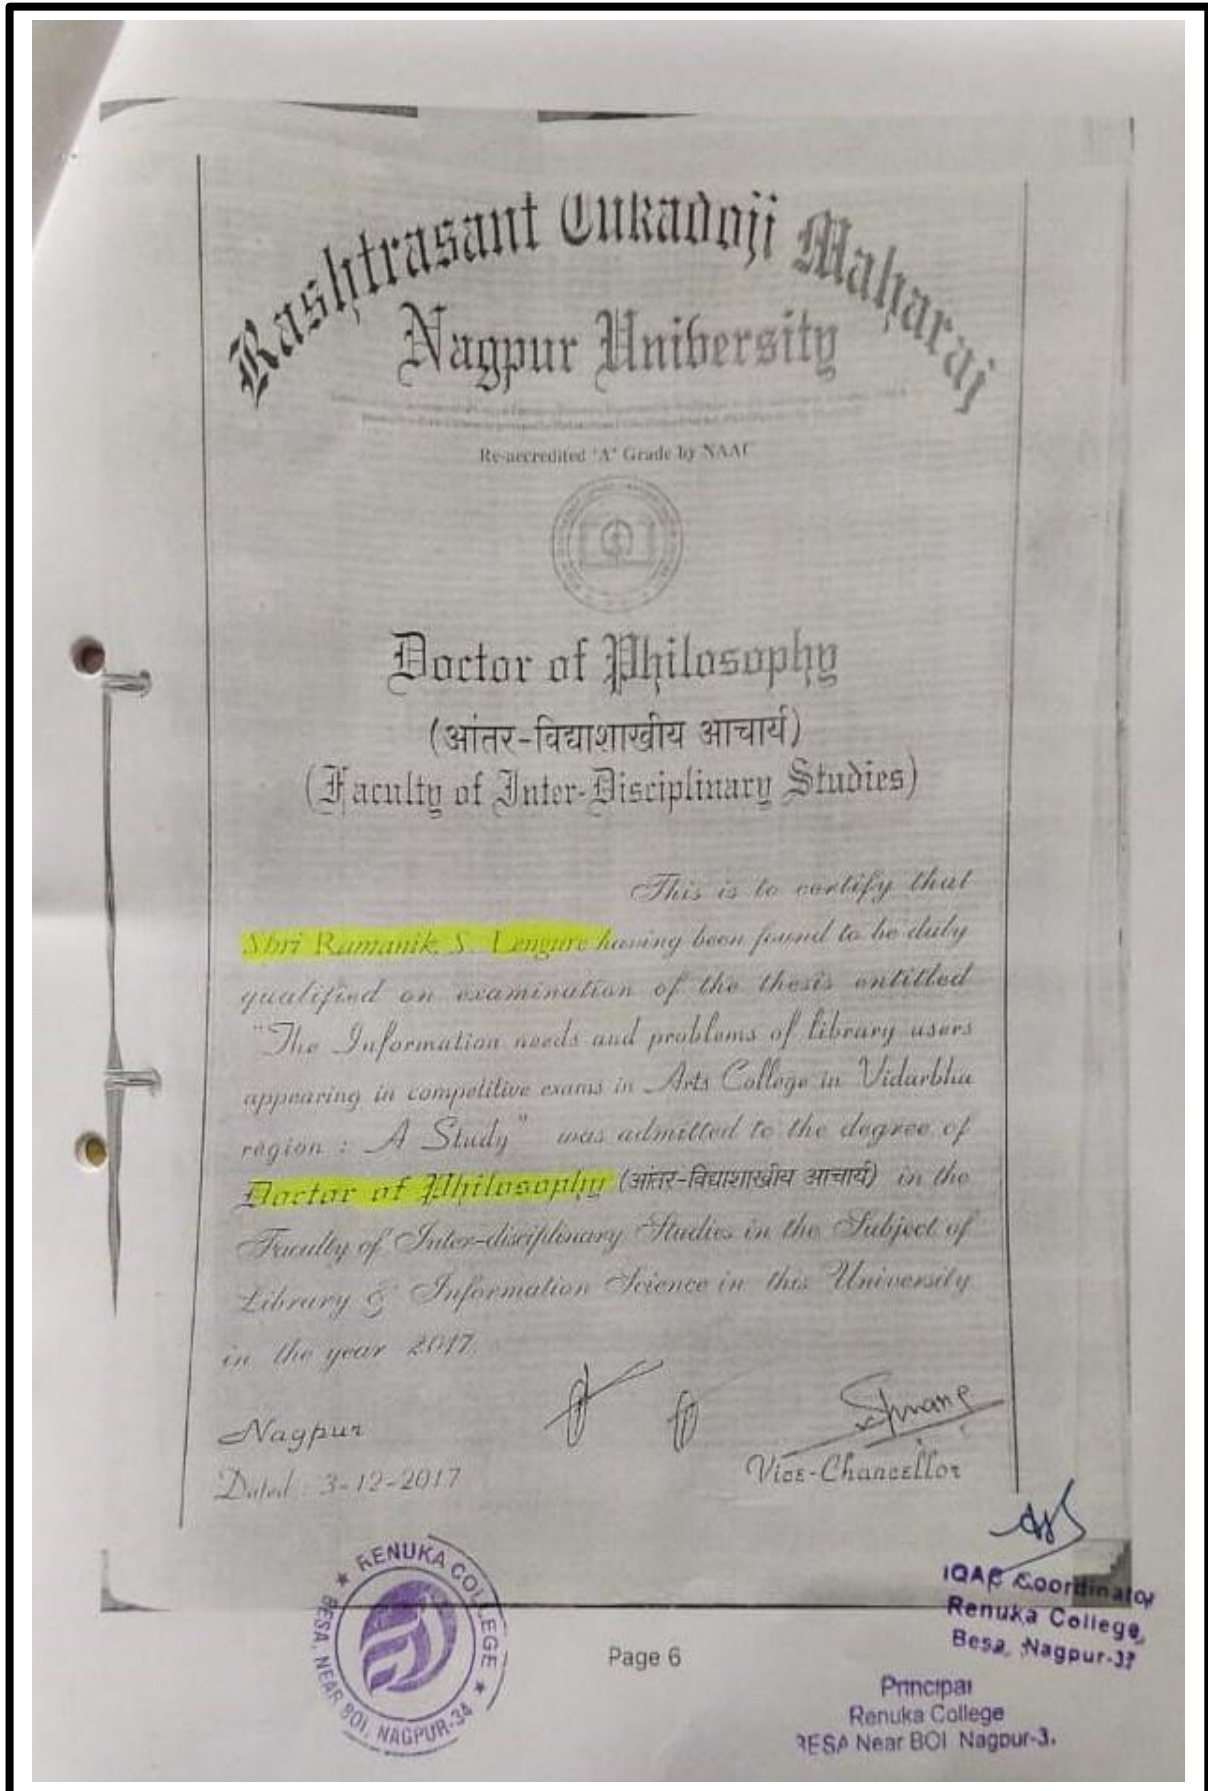 Rashtrasant Tukadoji Maharaj
Nagpur University
Re-accredited 'A' Grade by NAAC
Doctor of Philosophy
(आंतर-विद्याशाखीय आचार्य)
(Faculty of Inter-Disciplinary Studies)
This is to certify that
Shri Ramanik S. Lengure having been found to be duly
qualified on examination of the thesis entitled
"The Information needs and problems of library users
appearing in competitive exams in Arts College in Vidarbha
region : A Study" was admitted to the degree of
Doctor of Philosophy (आंतर-विद्याशाखीय आचार्य) in the
Faculty of Inter-disciplinary Studies in the Subject of
Library & Information Science in this University
in the year 2017.
Nagpur
Dated : 3-12-2017
Vice-Chancellor
RENUKA COLLEGE
BESA, NEAR BOI, NAGPUR-34
Page 6
IQAC Coordinator
Renuka College,
Besa, Nagpur-37
Principal
Renuka College
BESA Near BOI Nagpur-3.